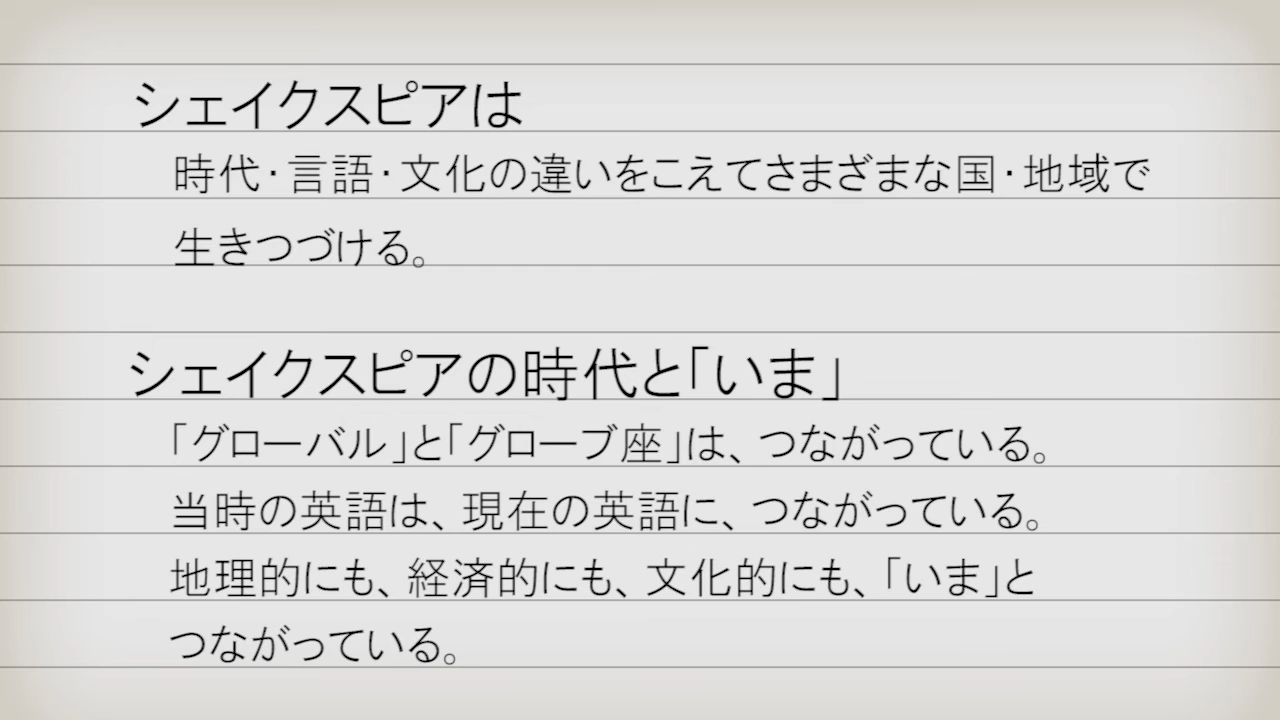 シェイクスピアは
時代・言語・文化の違いをこえてさまざまな国・地域で
生きつづける。
シェイクスピアの時代と「いま」
「グローバル」と「グローブ座」は、つながっている。
当時の英語は、現在の英語に、つながっている。
地理的にも、経済的にも、文化的にも、「いま」と
つながっている。